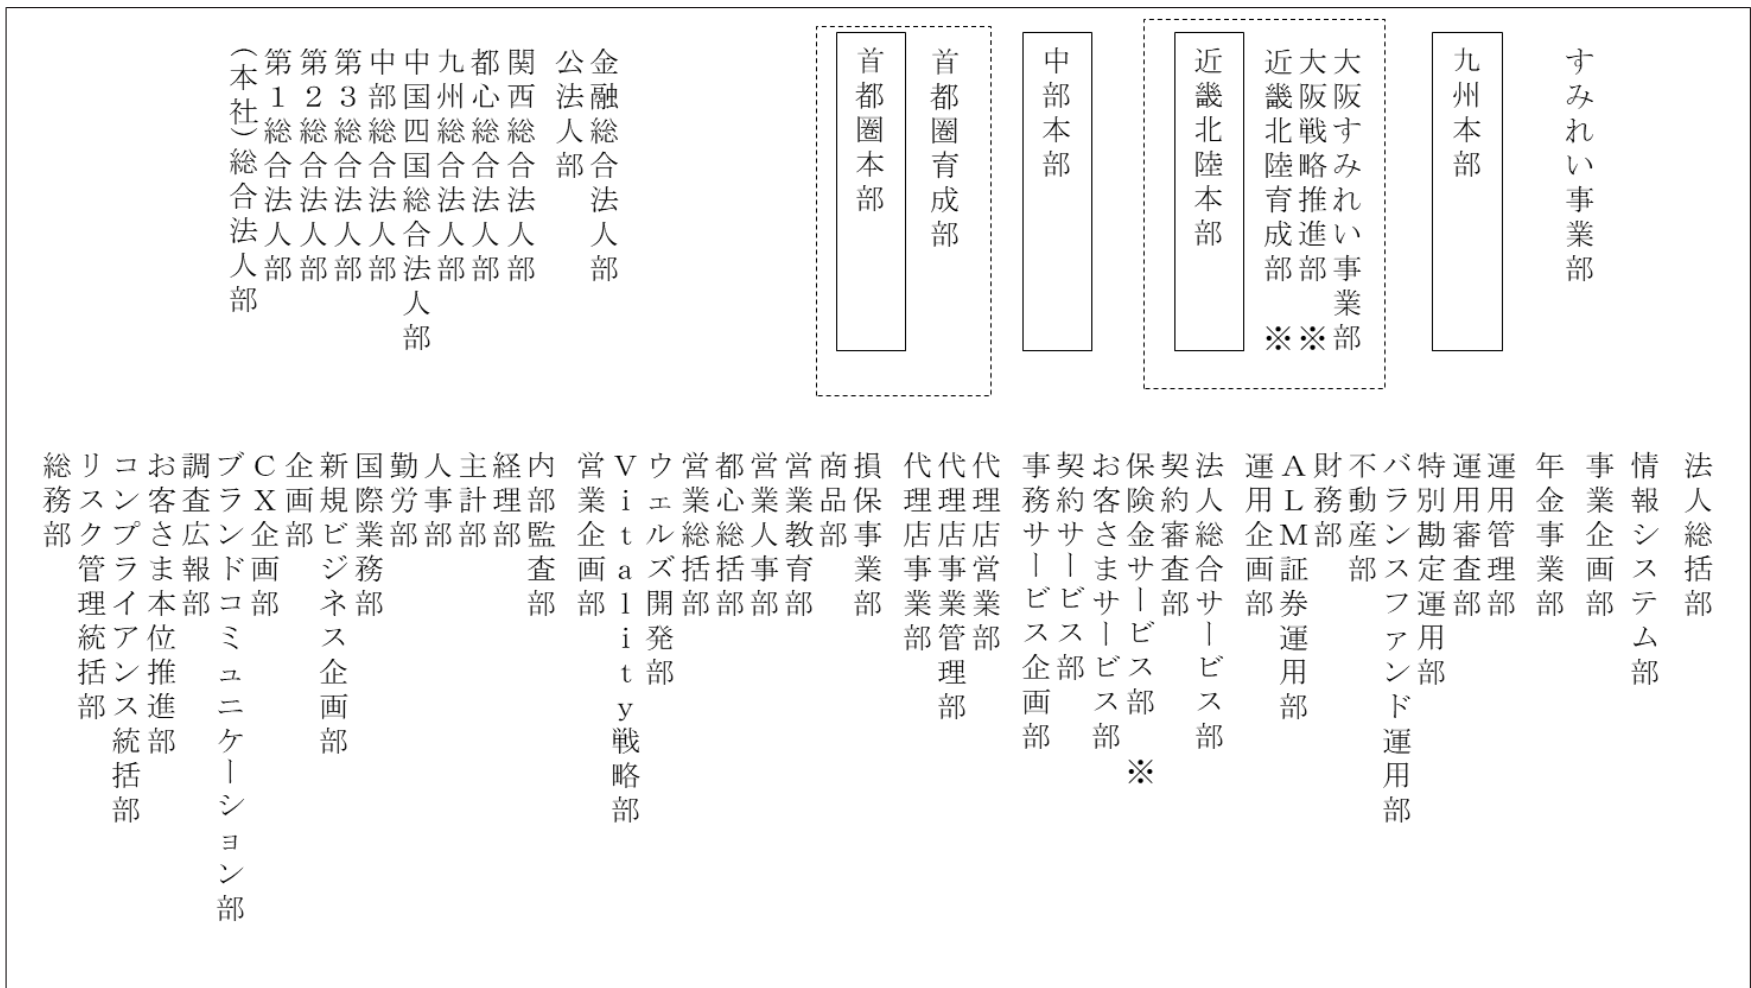 （本社）総合法人部
第１総合法人部
第２総合法人部
第３総合法人部
中部総合法人部
中国四国総合法人部
九州総合法人部
都心総合法人部
関西総合法人部
公法人部
金融総合法人部
首都圏本部
首都圏育成部
中部本部
近畿北陸本部
近畿北陸育成部 ※
大阪戦略推進部 ※
大阪すみれい事業部
九州本部
すみれい事業部
総務部
リスク管理統括部
コンプライアンス統括部
お客さま本位推進部
調査広報部
ブランドコミュニケーション部
ＣＸ企画部
企画部
新規ビジネス企画部
国際業務部
勤労部
人事部
主計部
経理部
内部監査部
営業企画部
Ｖｉｔａｌｉｔｙ戦略部
ウェルズ開発部
営業総括部
都心総括部
営業人事部
営業教育部
商品部
損保事業部
代理店事業部
代理店事業管理部
代理店営業部
事務サービス企画部
契約サービス部
お客さまサービス部
保険金サービス部 ※
契約審査部
法人総合サービス部
運用企画部
ＡＬＭ証券運用部
財務部
不動産部
バランスファンド運用部
特別勘定運用部
運用審査部
運用管理部
年金事業部
事業企画部
情報システム部
法人総括部